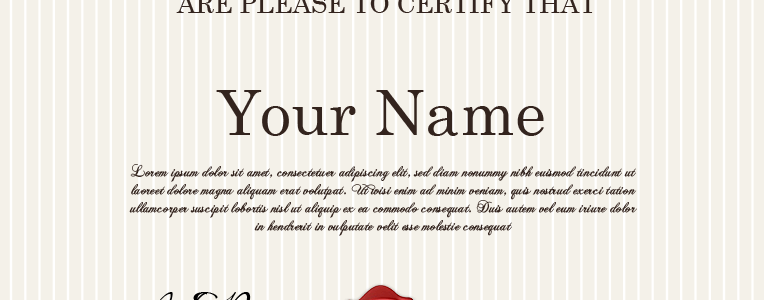 ARE PLEASE TO CERTIFY THAT
Your Name
Lorem ipsum dolor sit amet, consectetuer adipiscing elit, sed diam nonummy nibh euismod tincidunt ut
laoreet dolore magna aliquam erat volutpat. Ut wisi enim ad minim veniam, quis nostrud exerci tation
ullamcorper suscipit lobortis nisl ut aliquip ex ea commodo consequat. Duis autem vel eum iriure dolor
in hendrerit in vulputate velit esse molestie consequat